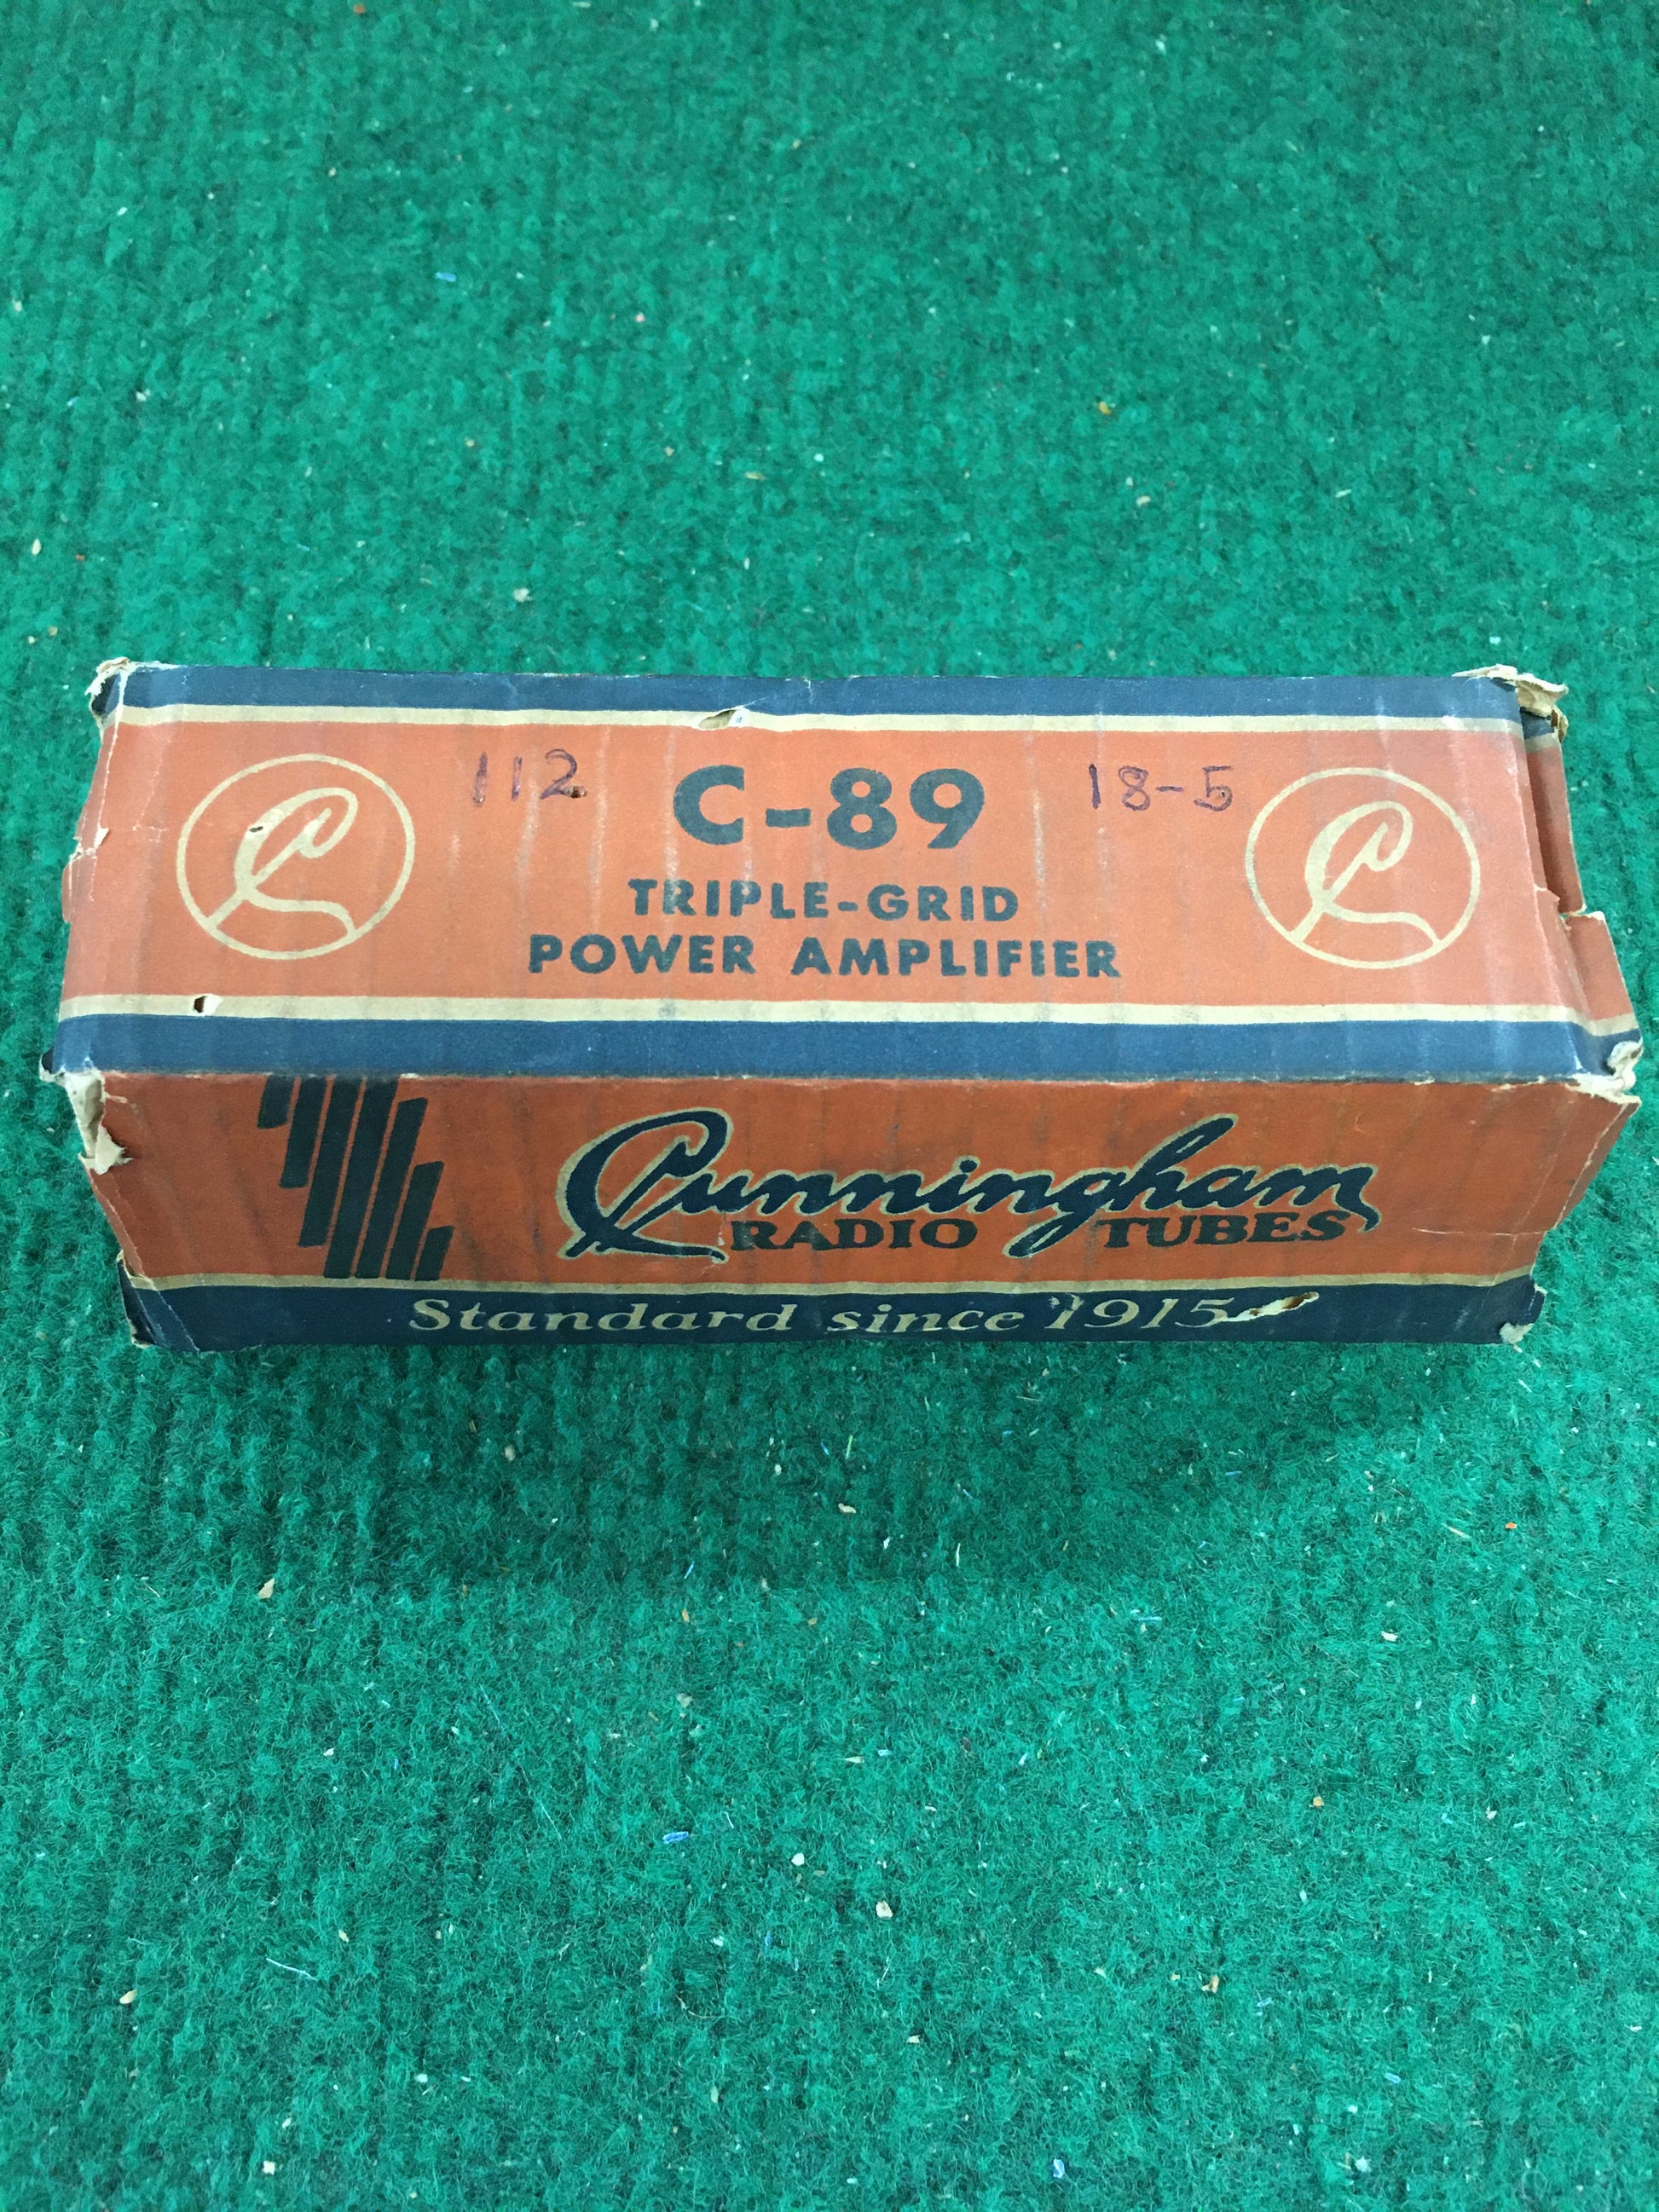 112 C-89 18-5
TRIPLE-GRID
POWER AMPLIFIER
Cunningham
RADIO TUBES
Standard since 1915